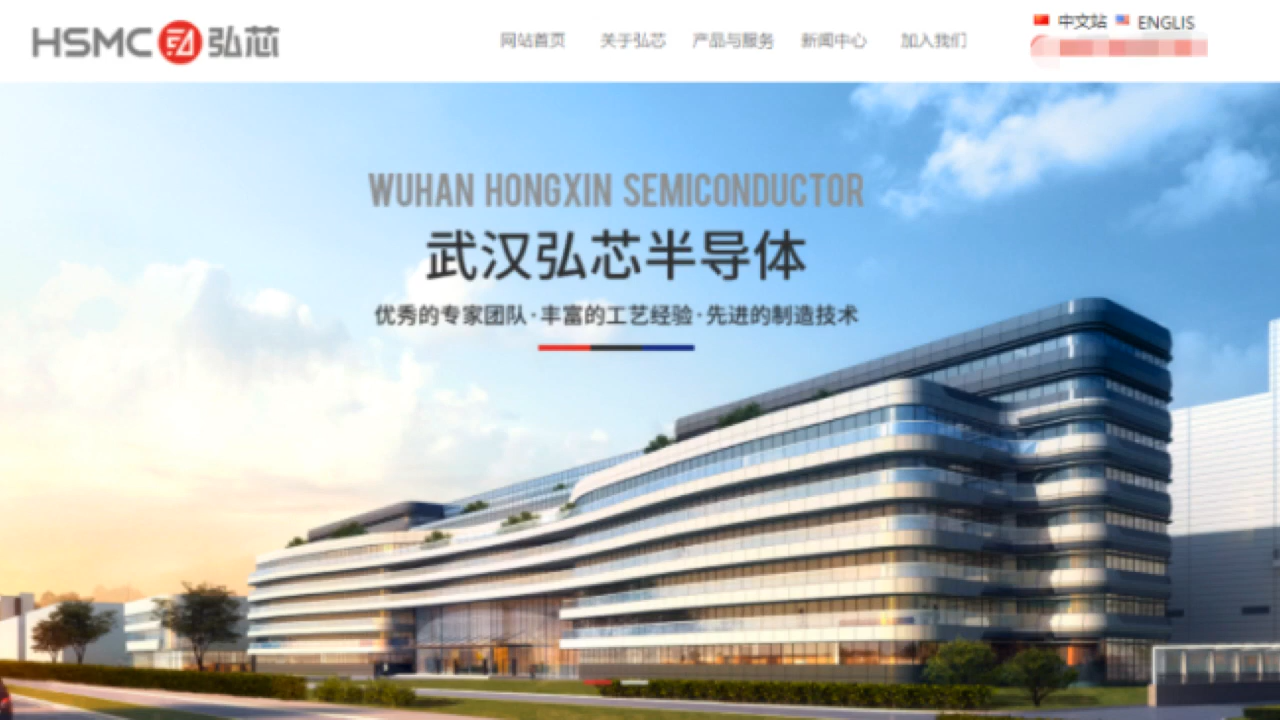 HSMC 弘芯
网站首页 关于弘芯 产品与服务 新闻中心 加入我们
中文站 ENGLIS
WUHAN HONGXIN SEMICONDUCTOR
武汉弘芯半导体
优秀的专家团队·丰富的工艺经验·先进的制造技术